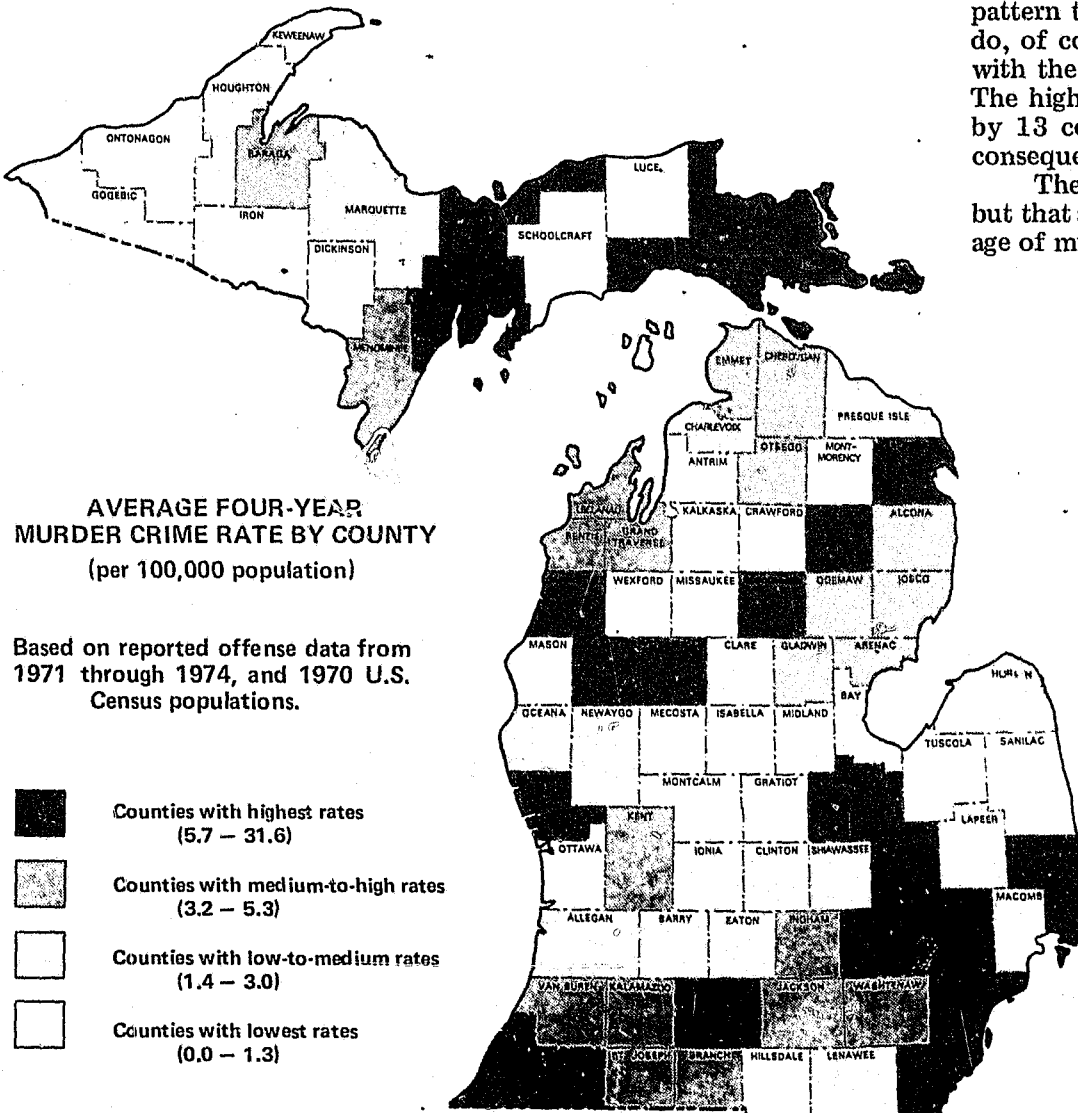 pattern t
do, of co
with the
The high
by 13 co
conseque
The
but that
age of m
KEWEENAW
HOUGHTON
ONTONAGON
BARAGA
LUCE
GOGEBIC
IRON
MARQUETTE
SCHOOLCRAFT
DICKINSON
MENOMINEE
EMMET
CHEBOYGAN
PRESQUE ISLE
CHARLEVOIX
ANTRIM
OTSEGO
MONT-
MORENCY
AVERAGE FOUR-YEAR
MURDER CRIME RATE BY COUNTY
(per 100,000 population)
LEELANAU
KALKASKA
CRAWFORD
ALCONA
GRAND
TRAVERSE
WEXFORD
MISSAUKEE
OGEMAW
IOSCO
Based on reported offense data from
1971 through 1974, and 1970 U.S.
Census populations.
MASON
CLARE
GLADWIN
ARENAC
BAY
OCEANA
NEWAYGO
MECOSTA
ISABELLA
MIDLAND
TUSCOLA
SANILAC
MONTCALM
GRATIOT
Counties with highest rates
(5.7 – 31.6)
KENT
LAPEER
OTTAWA
IONIA
CLINTON
SHIAWASSEE
Counties with medium-to-high rates
(3.2 – 5.3)
MACOMB
ALLEGAN
BARRY
EATON
INGHAM
Counties with low-to-medium rates
(1.4 – 3.0)
VAN BUREN
KALAMAZOO
JACKSON
WASHTENAW
Counties with lowest rates
(0.0 – 1.3)
ST. JOSEPH
BRANCH
HILLSDALE
LENAWEE